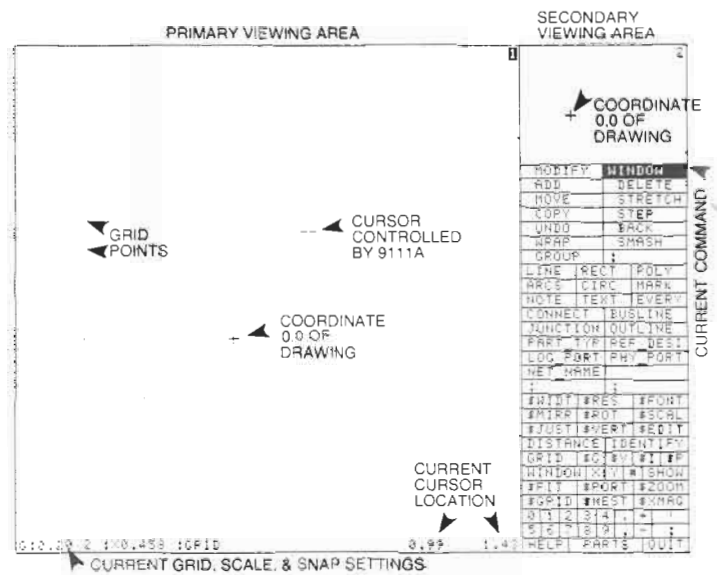 PRIMARY VIEWING AREA
SECONDARY
VIEWING AREA
1
2
COORDINATE
0,0 OF
DRAWING
GRID
POINTS
CURSOR
CONTROLLED
BY 9111A
COORDINATE
0,0 OF
DRAWING
CURRENT
CURSOR
LOCATION
CURRENT COMMAND
MODIFY WINDOW
ADD DELETE
MOVE STRETCH
COPY STEP
UNDO BACK
WRAP SMASH
GROUP ;
LINE RECT POLY
ARCS CIRC MARK
NOTE TEXT EVERY
CONNECT BUSLINE
JUNCTION OUTLINE
PART_TYP REF_DESI
LOG_PORT PHY_PORT
NET_NAME
; ;
#WIDT #RES #FONT
#MIRR #ROT #SCAL
#JUST #VERT #EDIT
DISTANCE IDENTIFY
GRID #G #V #I #P
WINDOW X Y # SHOW
#FIT #PORT #ZOOM
#GRID #NEST #XMAG
0 1 2 3 4 . +
5 6 7 8 9 , - ;
HELP PARTS QUIT
:GRID 0.99
CURRENT GRID, SCALE, & SNAP SETTINGS